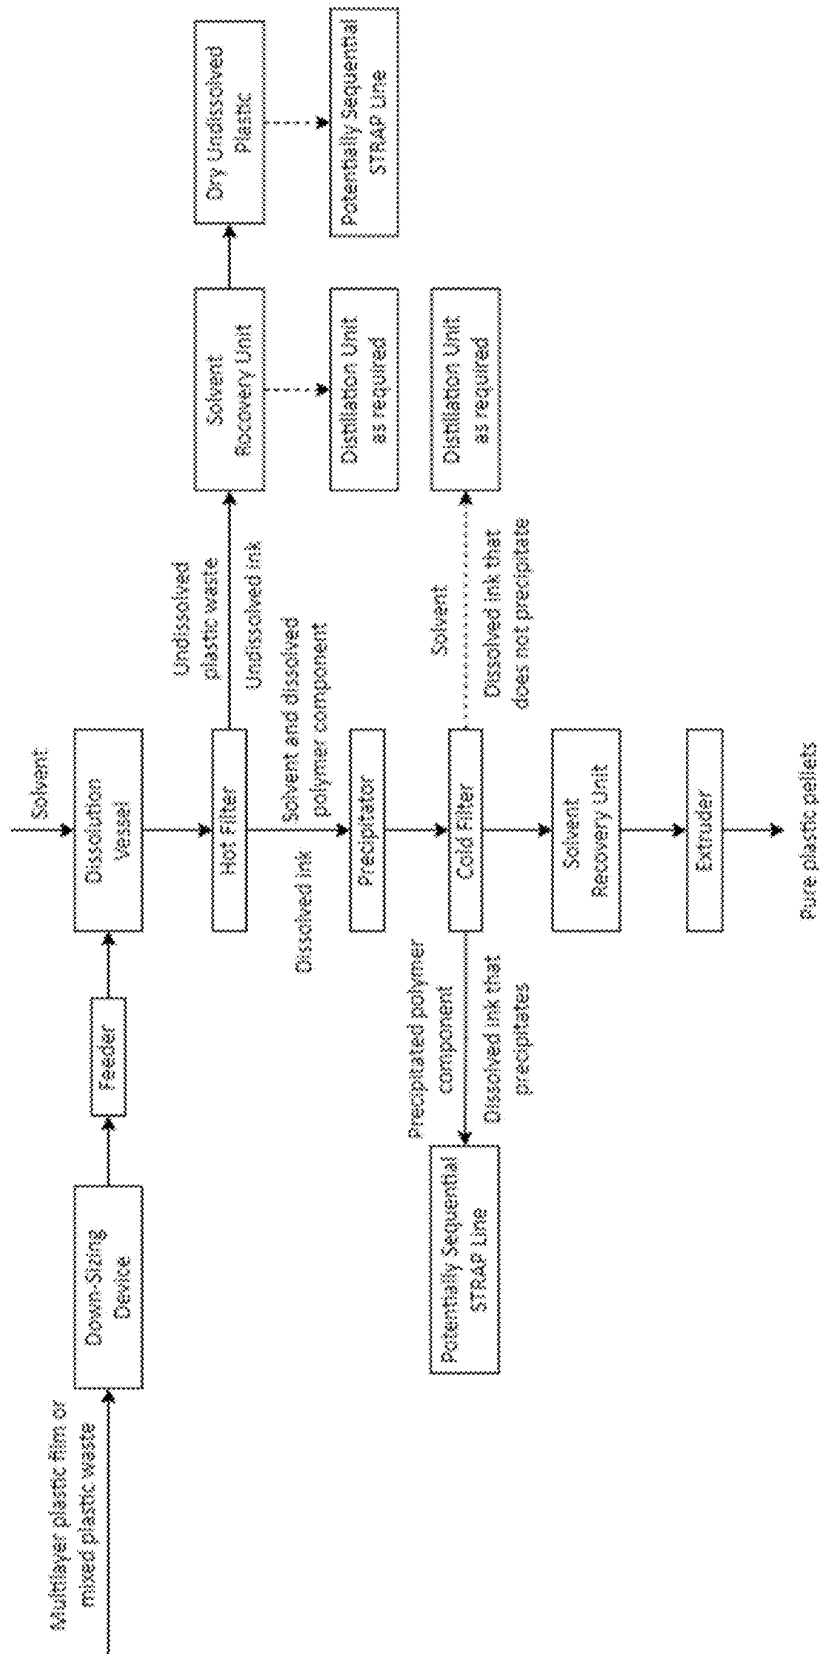 Multilayer plastic film or
mixed plastic waste
Down-Sizing
Device
Feeder
Dissolution
Vessel
Solvent
Hot Filter
Undissolved
plastic waste
Undissolved ink
Solvent
Rocovery Unit
Dry Undissolved
Plastic
Dissolved ink
Solvent and dissolved
polymer component
Distillation Unit
as required
Potentially Sequential
STRAP Line
Precipitator
Precipitated polymer
component
Dissolved ink that
precipitates
Potentially Sequential
STRAP Line
Cold Filter
Solvent
Dissolved ink that
does not precipitate
Distillation Unit
as required
Solvent
Recovery Unit
Extruder
Pure plastic pellets